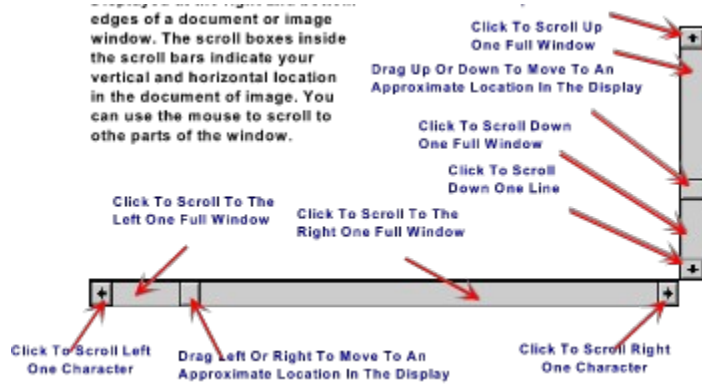 edges of a document or image
window. The scroll boxes inside
the scroll bars indicate your
vertical and horizontal location
in the document of image. You
can use the mouse to scroll to
othe parts of the window.
Click To Scroll Up
One Full Window
Drag Up Or Down To Move To An
Approximate Location In The Display
Click To Scroll Down
One Full Window
Click To Scroll
Down One Line
Click To Scroll To The
Left One Full Window
Click To Scroll To The
Right One Full Window
Click To Scroll Left
One Character
Drag Left Or Right To Move To An
Approximate Location In The Display
Click To Scroll Right
One Character